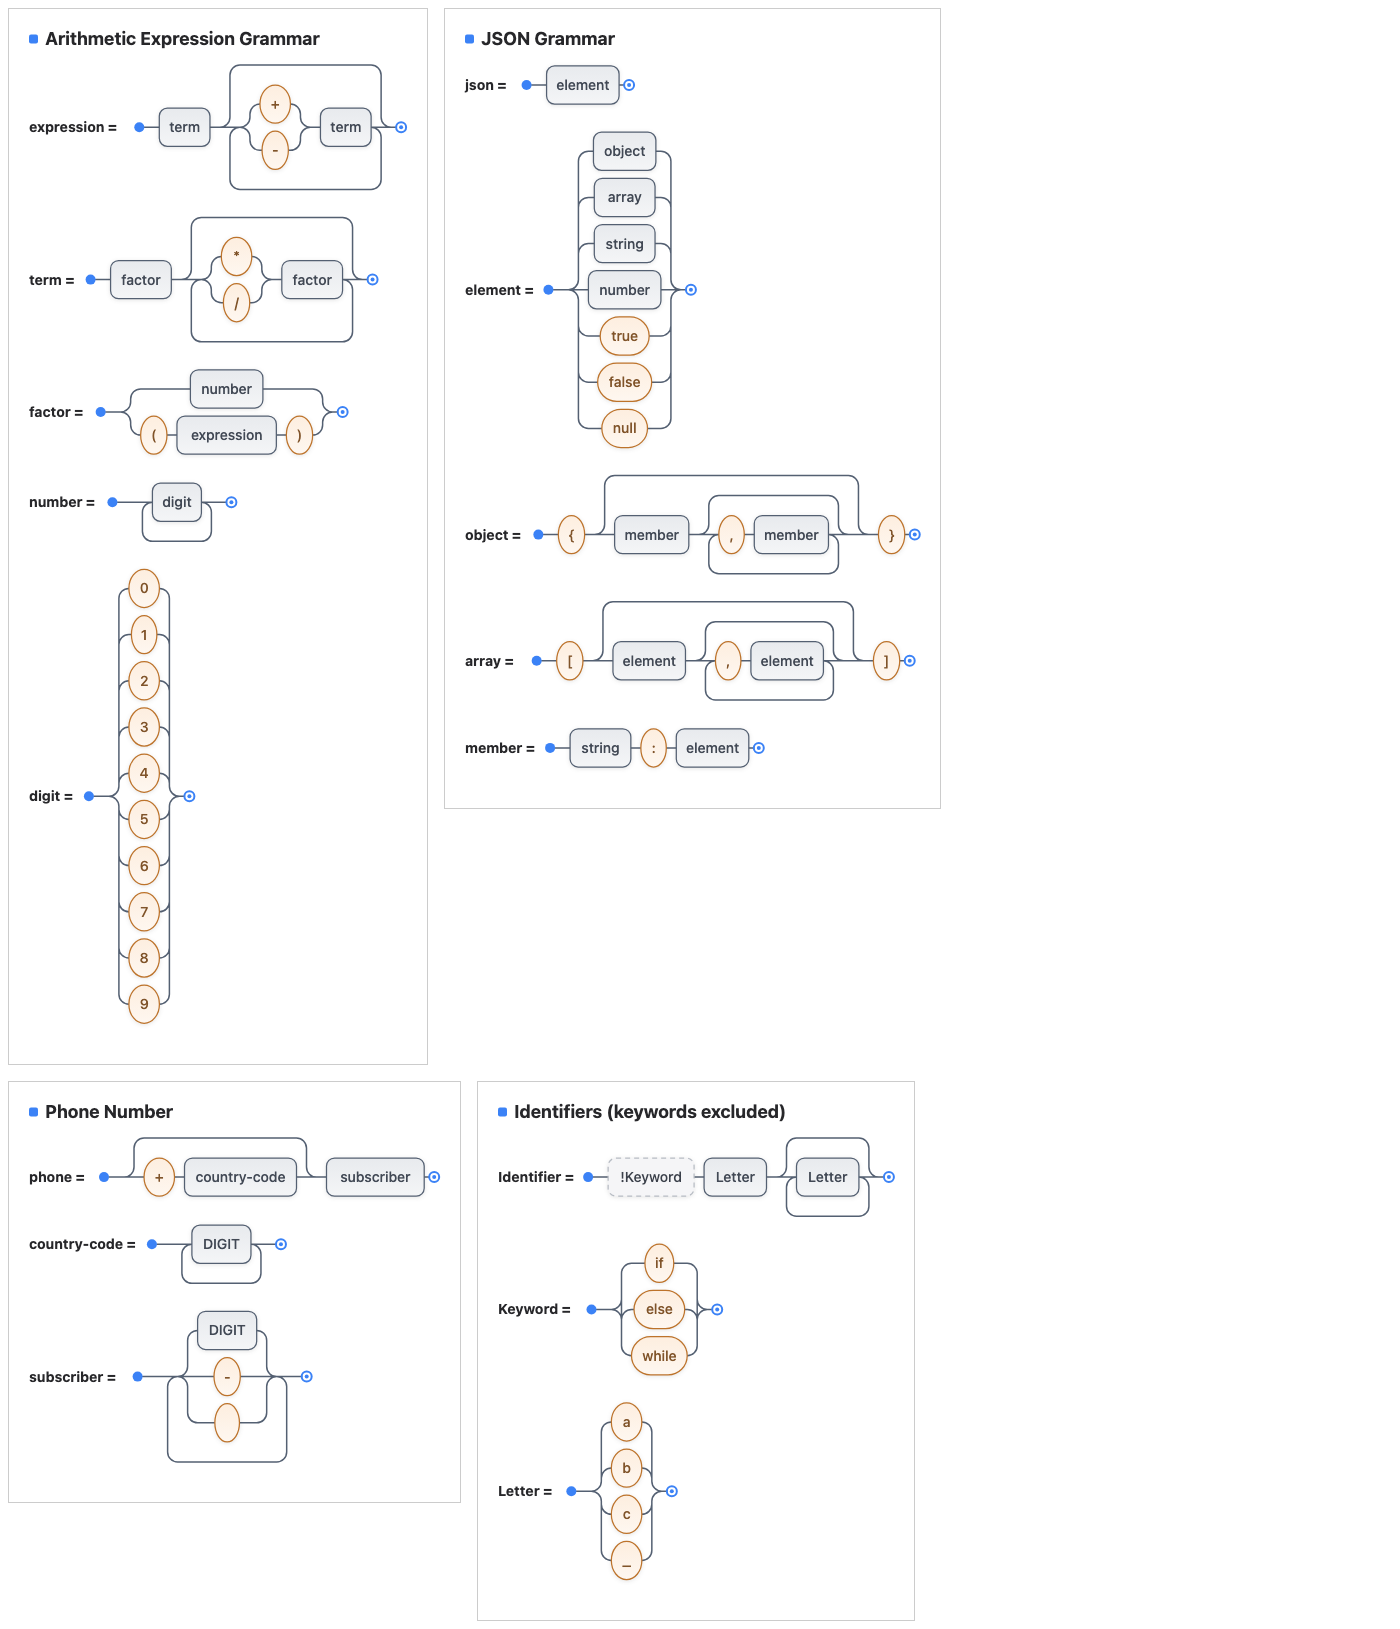 Arithmetic Expression Grammar
expression =
term
+
-
term
term =
factor
*
/
factor
factor =
number
(
expression
)
number =
digit
digit =
0
1
2
3
4
5
6
7
8
9
JSON Grammar
json =
element
element =
object
array
string
number
true
false
null
object =
{
member
,
member
}
array =
[
element
,
element
]
member =
string
:
element
Phone Number
phone =
+
country-code
subscriber
country-code =
DIGIT
subscriber =
DIGIT
-
Identifiers (keywords excluded)
Identifier =
!Keyword
Letter
Letter
Keyword =
if
else
while
Letter =
a
b
c
_